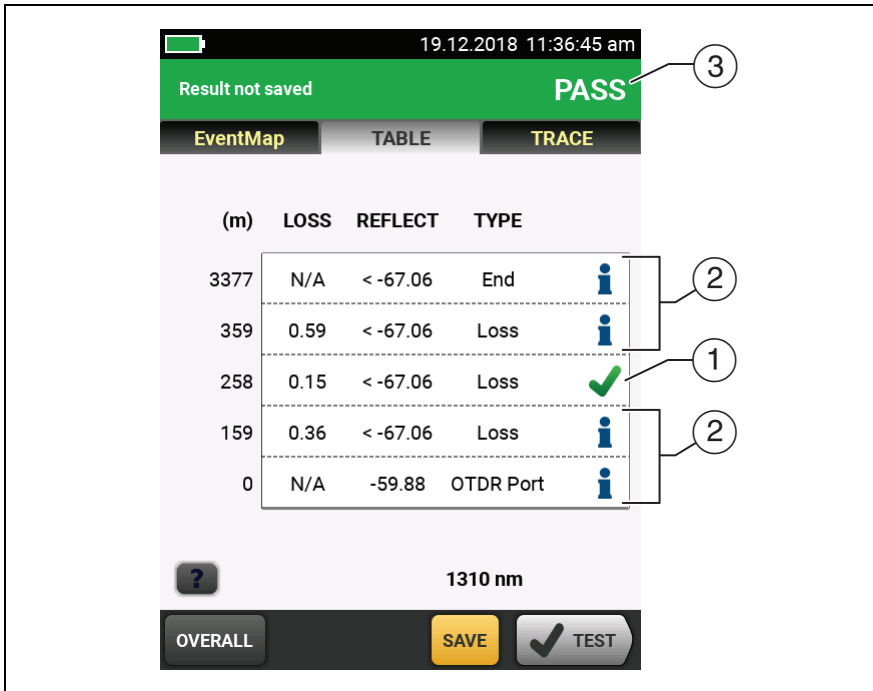 19.12.2018 11:36:45 am
Result not saved PASS 3
EventMap TABLE TRACE
(m) LOSS REFLECT TYPE
3377 N/A < -67.06 End 2
359 0.59 < -67.06 Loss
258 0.15 < -67.06 Loss 1
159 0.36 < -67.06 Loss 2
0 N/A -59.88 OTDR Port
? 1310 nm
OVERALL SAVE TEST